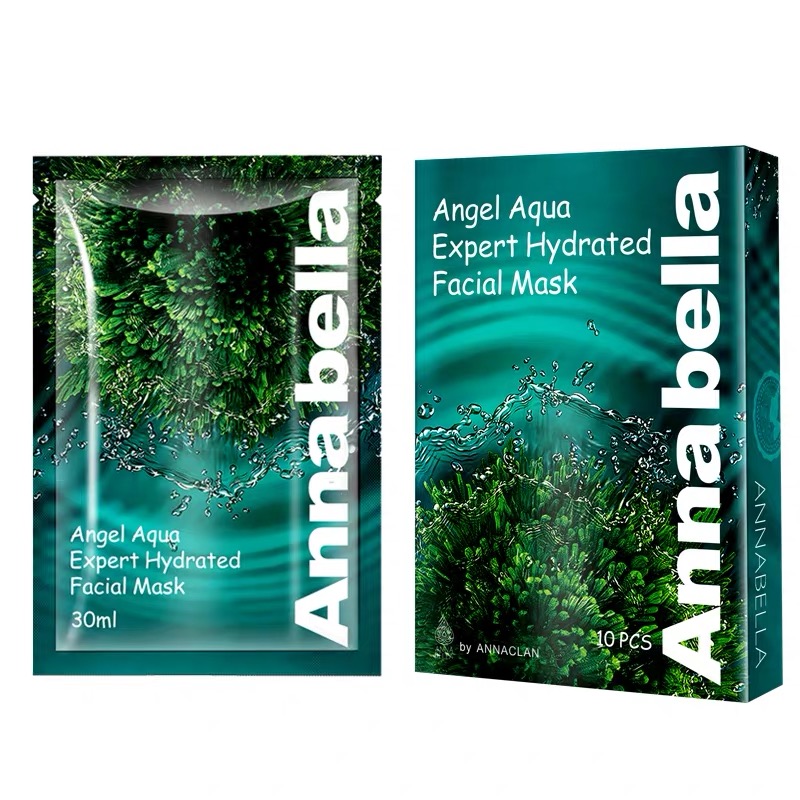 Annabella
Angel Aqua
Expert Hydrated
Facial Mask
30ml
Angel Aqua
Expert Hydrated
Facial Mask
Annabella
by ANNACLAN
10 PCS
ANNABELLA